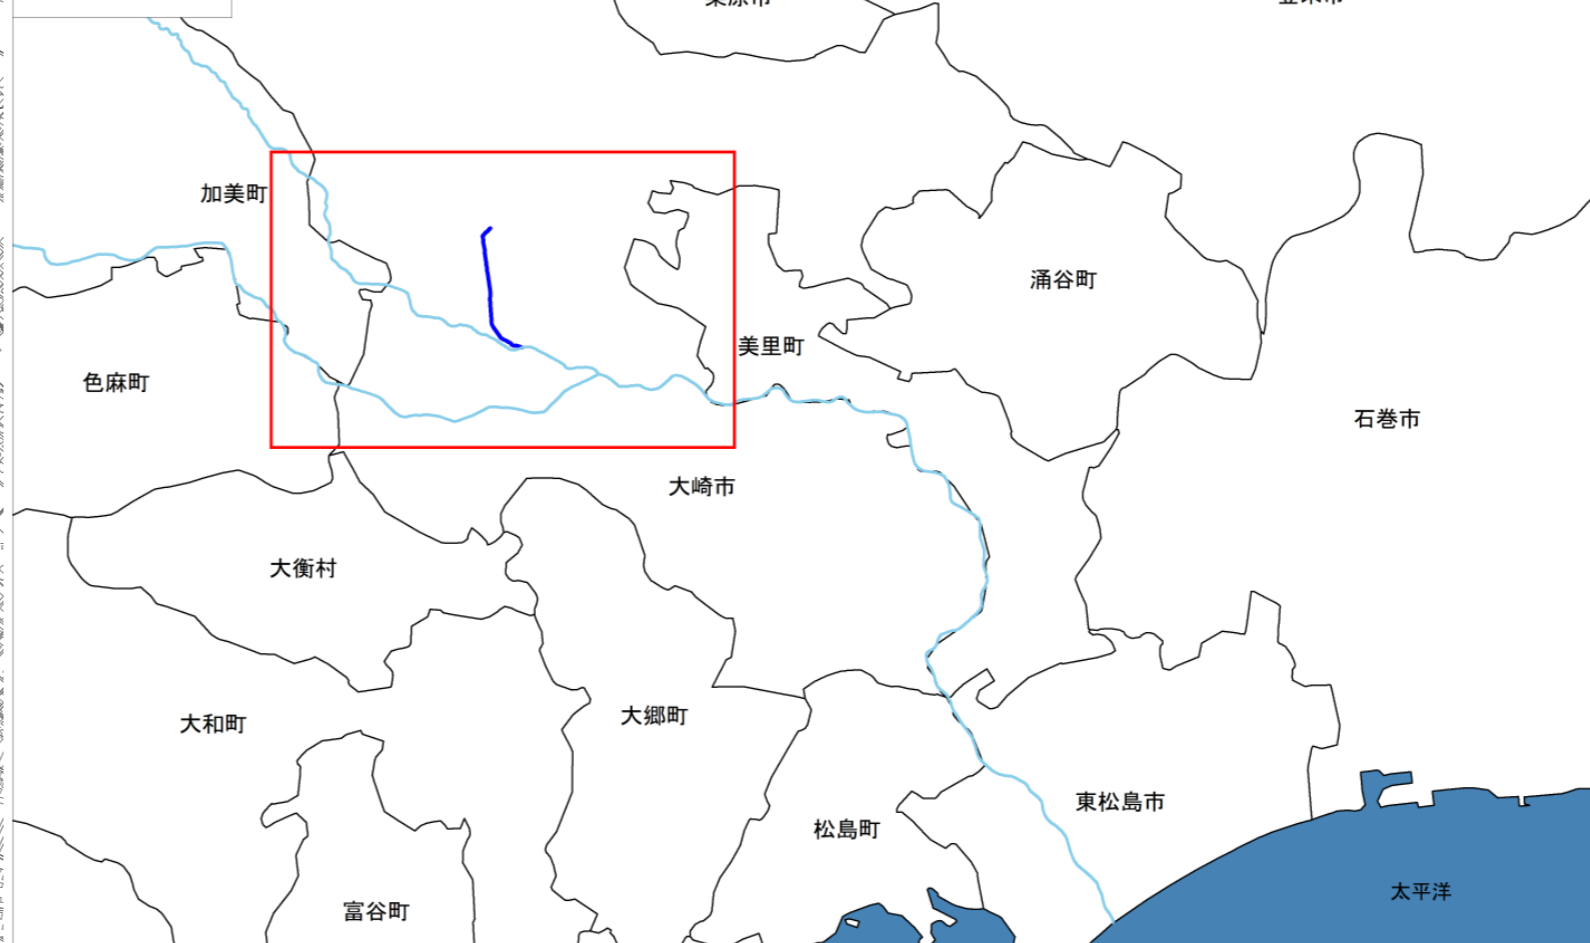 加美町
涌谷町
美里町
色麻町
石巻市
大崎市
大衡村
大郷町
大和町
東松島市
松島町
太平洋
富谷町